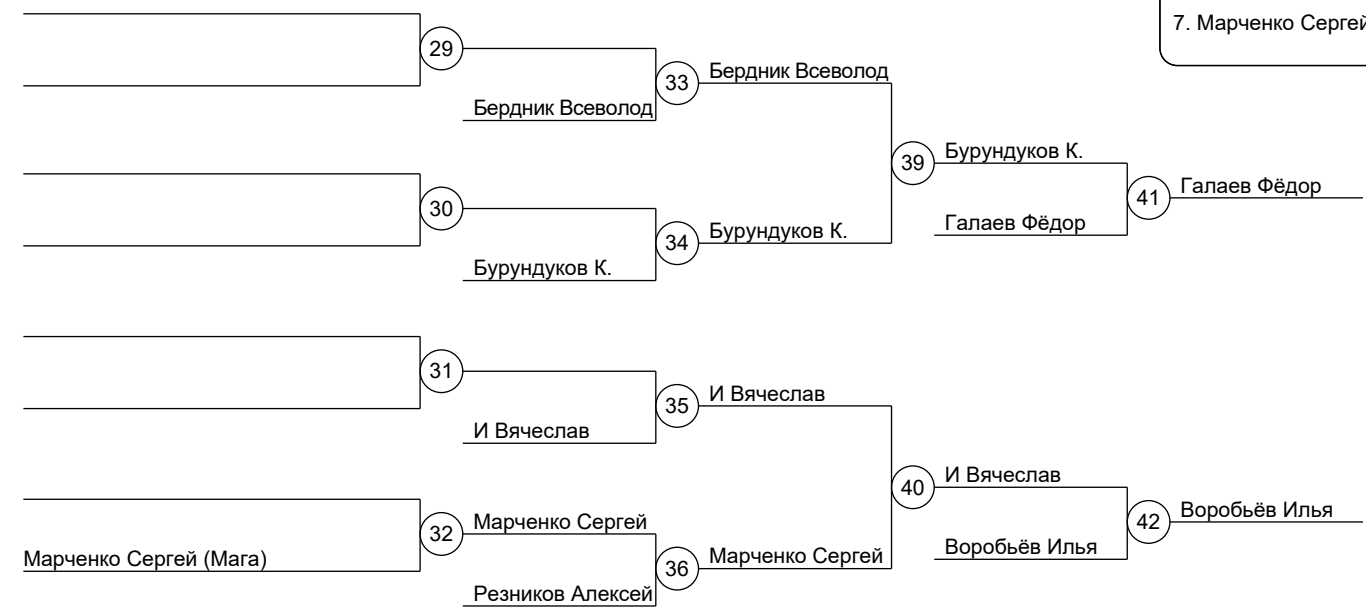 7. Марченко Сергей
29
Бердник Всеволод
33
Бердник Всеволод
30
Бурундуков К.
34
Бурундуков К.
39
Бурундуков К.
Галаев Фёдор
41
Галаев Фёдор
31
И Вячеслав
35
И Вячеслав
Марченко Сергей (Мага)
32
Марченко Сергей
Резников Алексей
36
Марченко Сергей
40
И Вячеслав
Воробьёв Илья
42
Воробьёв Илья